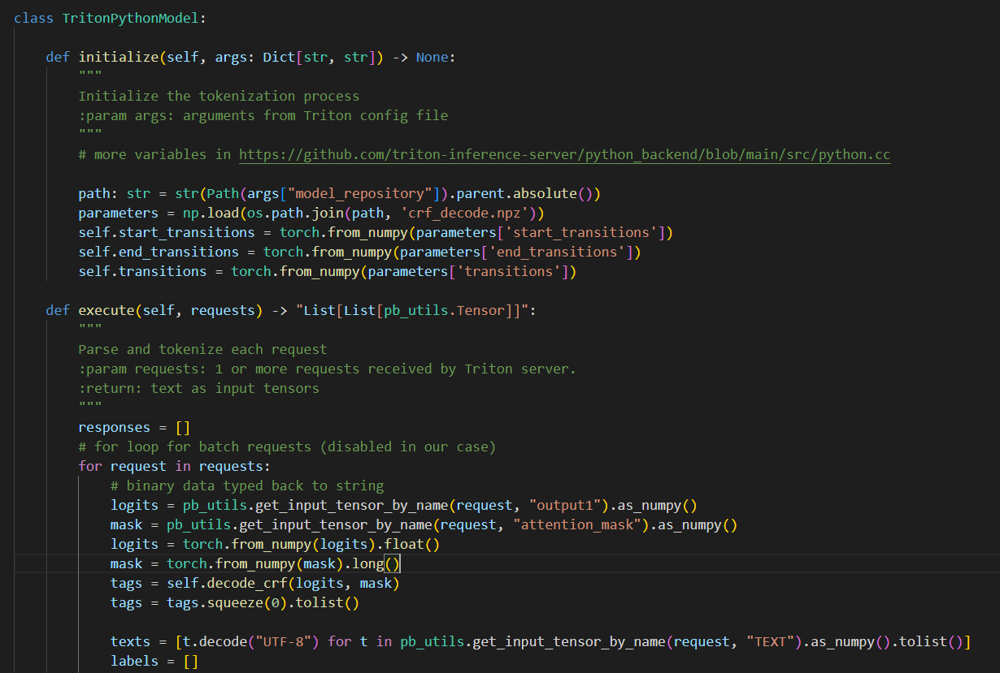 class TritonPythonModel:
def initialize(self, args: Dict[str, str]) -> None:
"""
Initialize the tokenization process
:param args: arguments from Triton config file
"""
# more variables in https://github.com/triton-inference-server/python_backend/blob/main/src/python.cc
path: str = str(Path(args["model_repository"]).parent.absolute())
parameters = np.load(os.path.join(path, 'crf_decode.npz'))
self.start_transitions = torch.from_numpy(parameters['start_transitions'])
self.end_transitions = torch.from_numpy(parameters['end_transitions'])
self.transitions = torch.from_numpy(parameters['transitions'])
def execute(self, requests) -> "List[List[pb_utils.Tensor]]":
"""
Parse and tokenize each request
:param requests: 1 or more requests received by Triton server.
:return: text as input tensors
"""
responses = []
# for loop for batch requests (disabled in our case)
for request in requests:
# binary data typed back to string
logits = pb_utils.get_input_tensor_by_name(request, "output1").as_numpy()
mask = pb_utils.get_input_tensor_by_name(request, "attention_mask").as_numpy()
logits = torch.from_numpy(logits).float()
mask = torch.from_numpy(mask).long()
tags = self.decode_crf(logits, mask)
tags = tags.squeeze(0).tolist()
texts = [t.decode("UTF-8") for t in pb_utils.get_input_tensor_by_name(request, "TEXT").as_numpy().tolist()]
labels = []